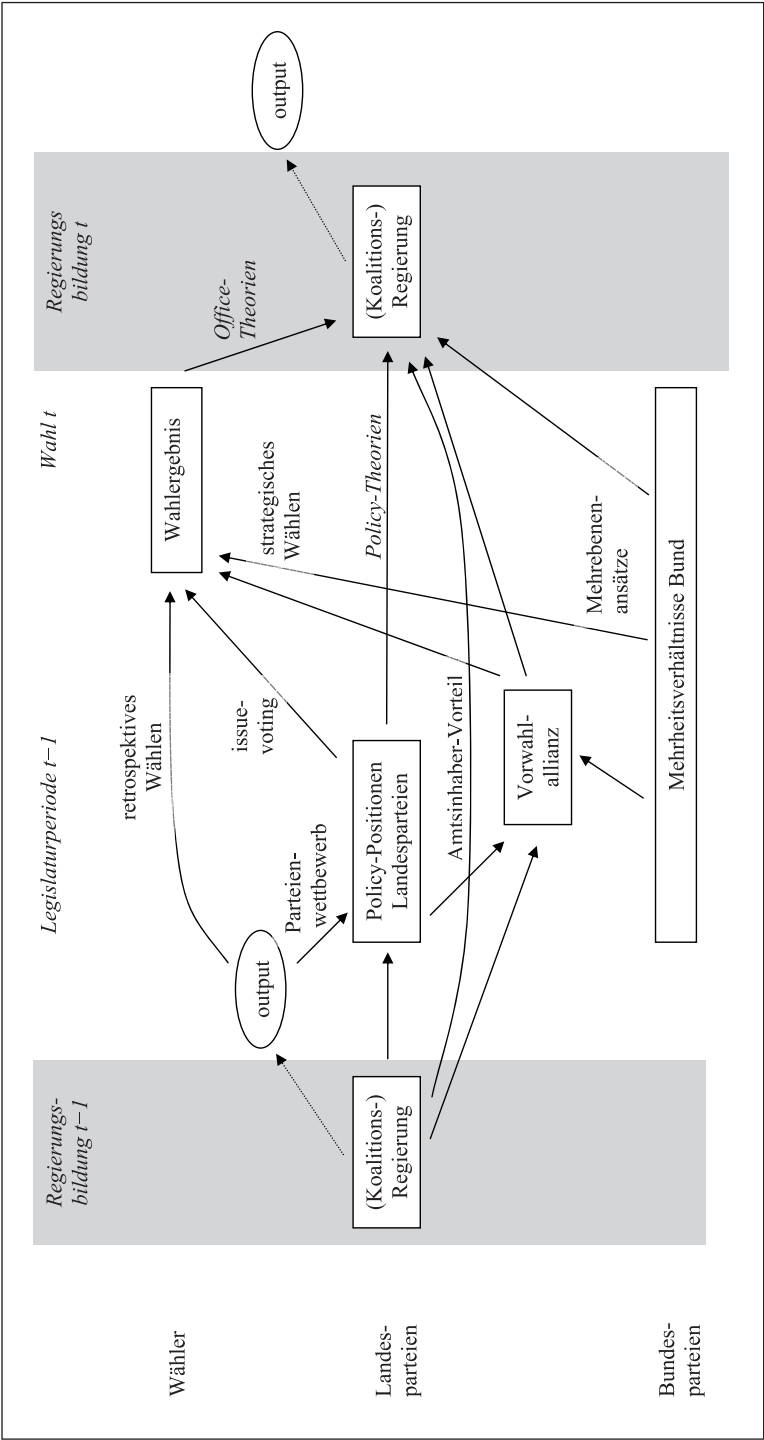 Regierungs-
bildung t−1
Legislaturperiode t−1
Wahl t
Regierungs
bildung t
Wähler
retrospektives
Wählen
Wahlergebnis
output
output
issue-
voting
strategisches
Wählen
Office-
Theorien
Parteien-
wettbewerb
Landes-
parteien
(Koalitions-)
Regierung
Policy-Positionen
Landesparteien
Policy-Theorien
(Koalitions-)
Regierung
Amtsinhaber-Vorteil
Vorwahl-
allianz
Mehrebenen-
ansätze
Bundes-
parteien
Mehrheitsverhältnisse Bund